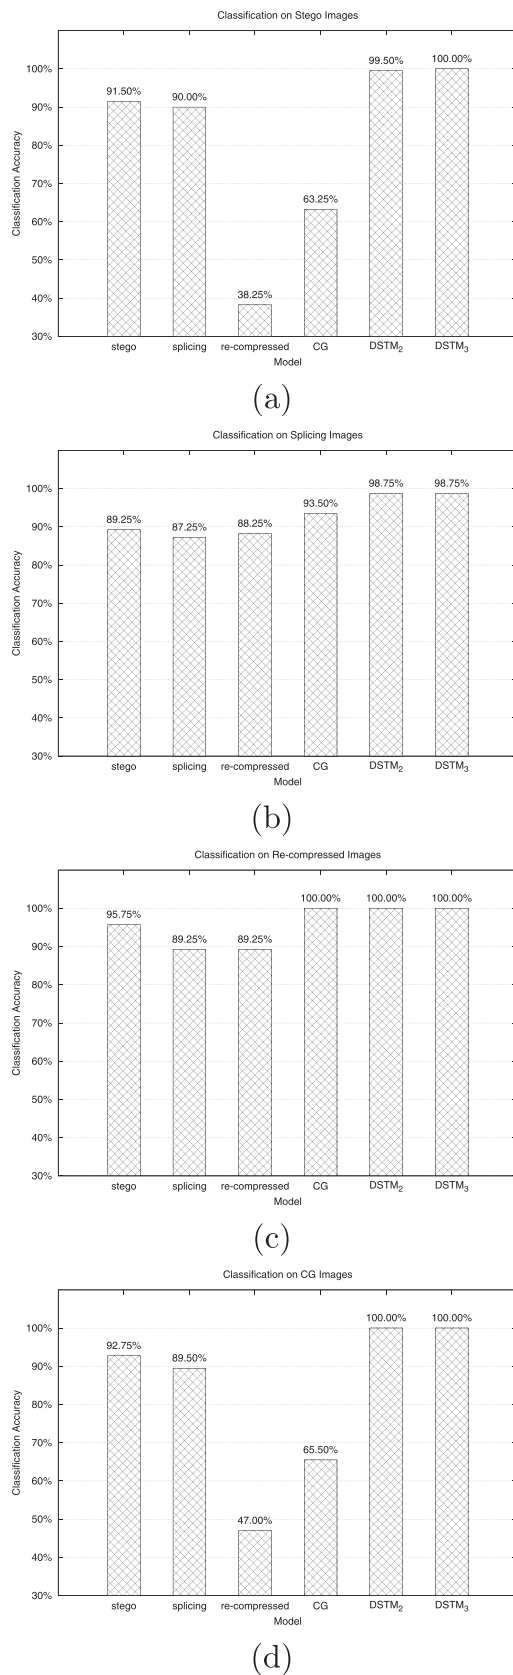 Classification on Stego Images
100%
90%
80%
70%
60%
50%
40%
30%
Classification Accuracy
91.50%
90.00%
38.25%
63.25%
99.50%
100.00%
stego splicing re-compressed CG DSTM2 DSTM3
Model
(a)
Classification on Splicing Images
100%
90%
80%
70%
60%
50%
40%
30%
Classification Accuracy
89.25%
87.25%
88.25%
93.50%
98.75%
98.75%
stego splicing re-compressed CG DSTM2 DSTM3
Model
(b)
Classification on Re-compressed Images
100%
90%
80%
70%
60%
50%
40%
30%
Classification Accuracy
95.75%
89.25%
89.25%
100.00%
100.00%
100.00%
stego splicing re-compressed CG DSTM2 DSTM3
Model
(c)
Classification on CG Images
100%
90%
80%
70%
60%
50%
40%
30%
Classification Accuracy
92.75%
89.50%
47.00%
65.50%
100.00%
100.00%
stego splicing re-compressed CG DSTM2 DSTM3
Model
(d)